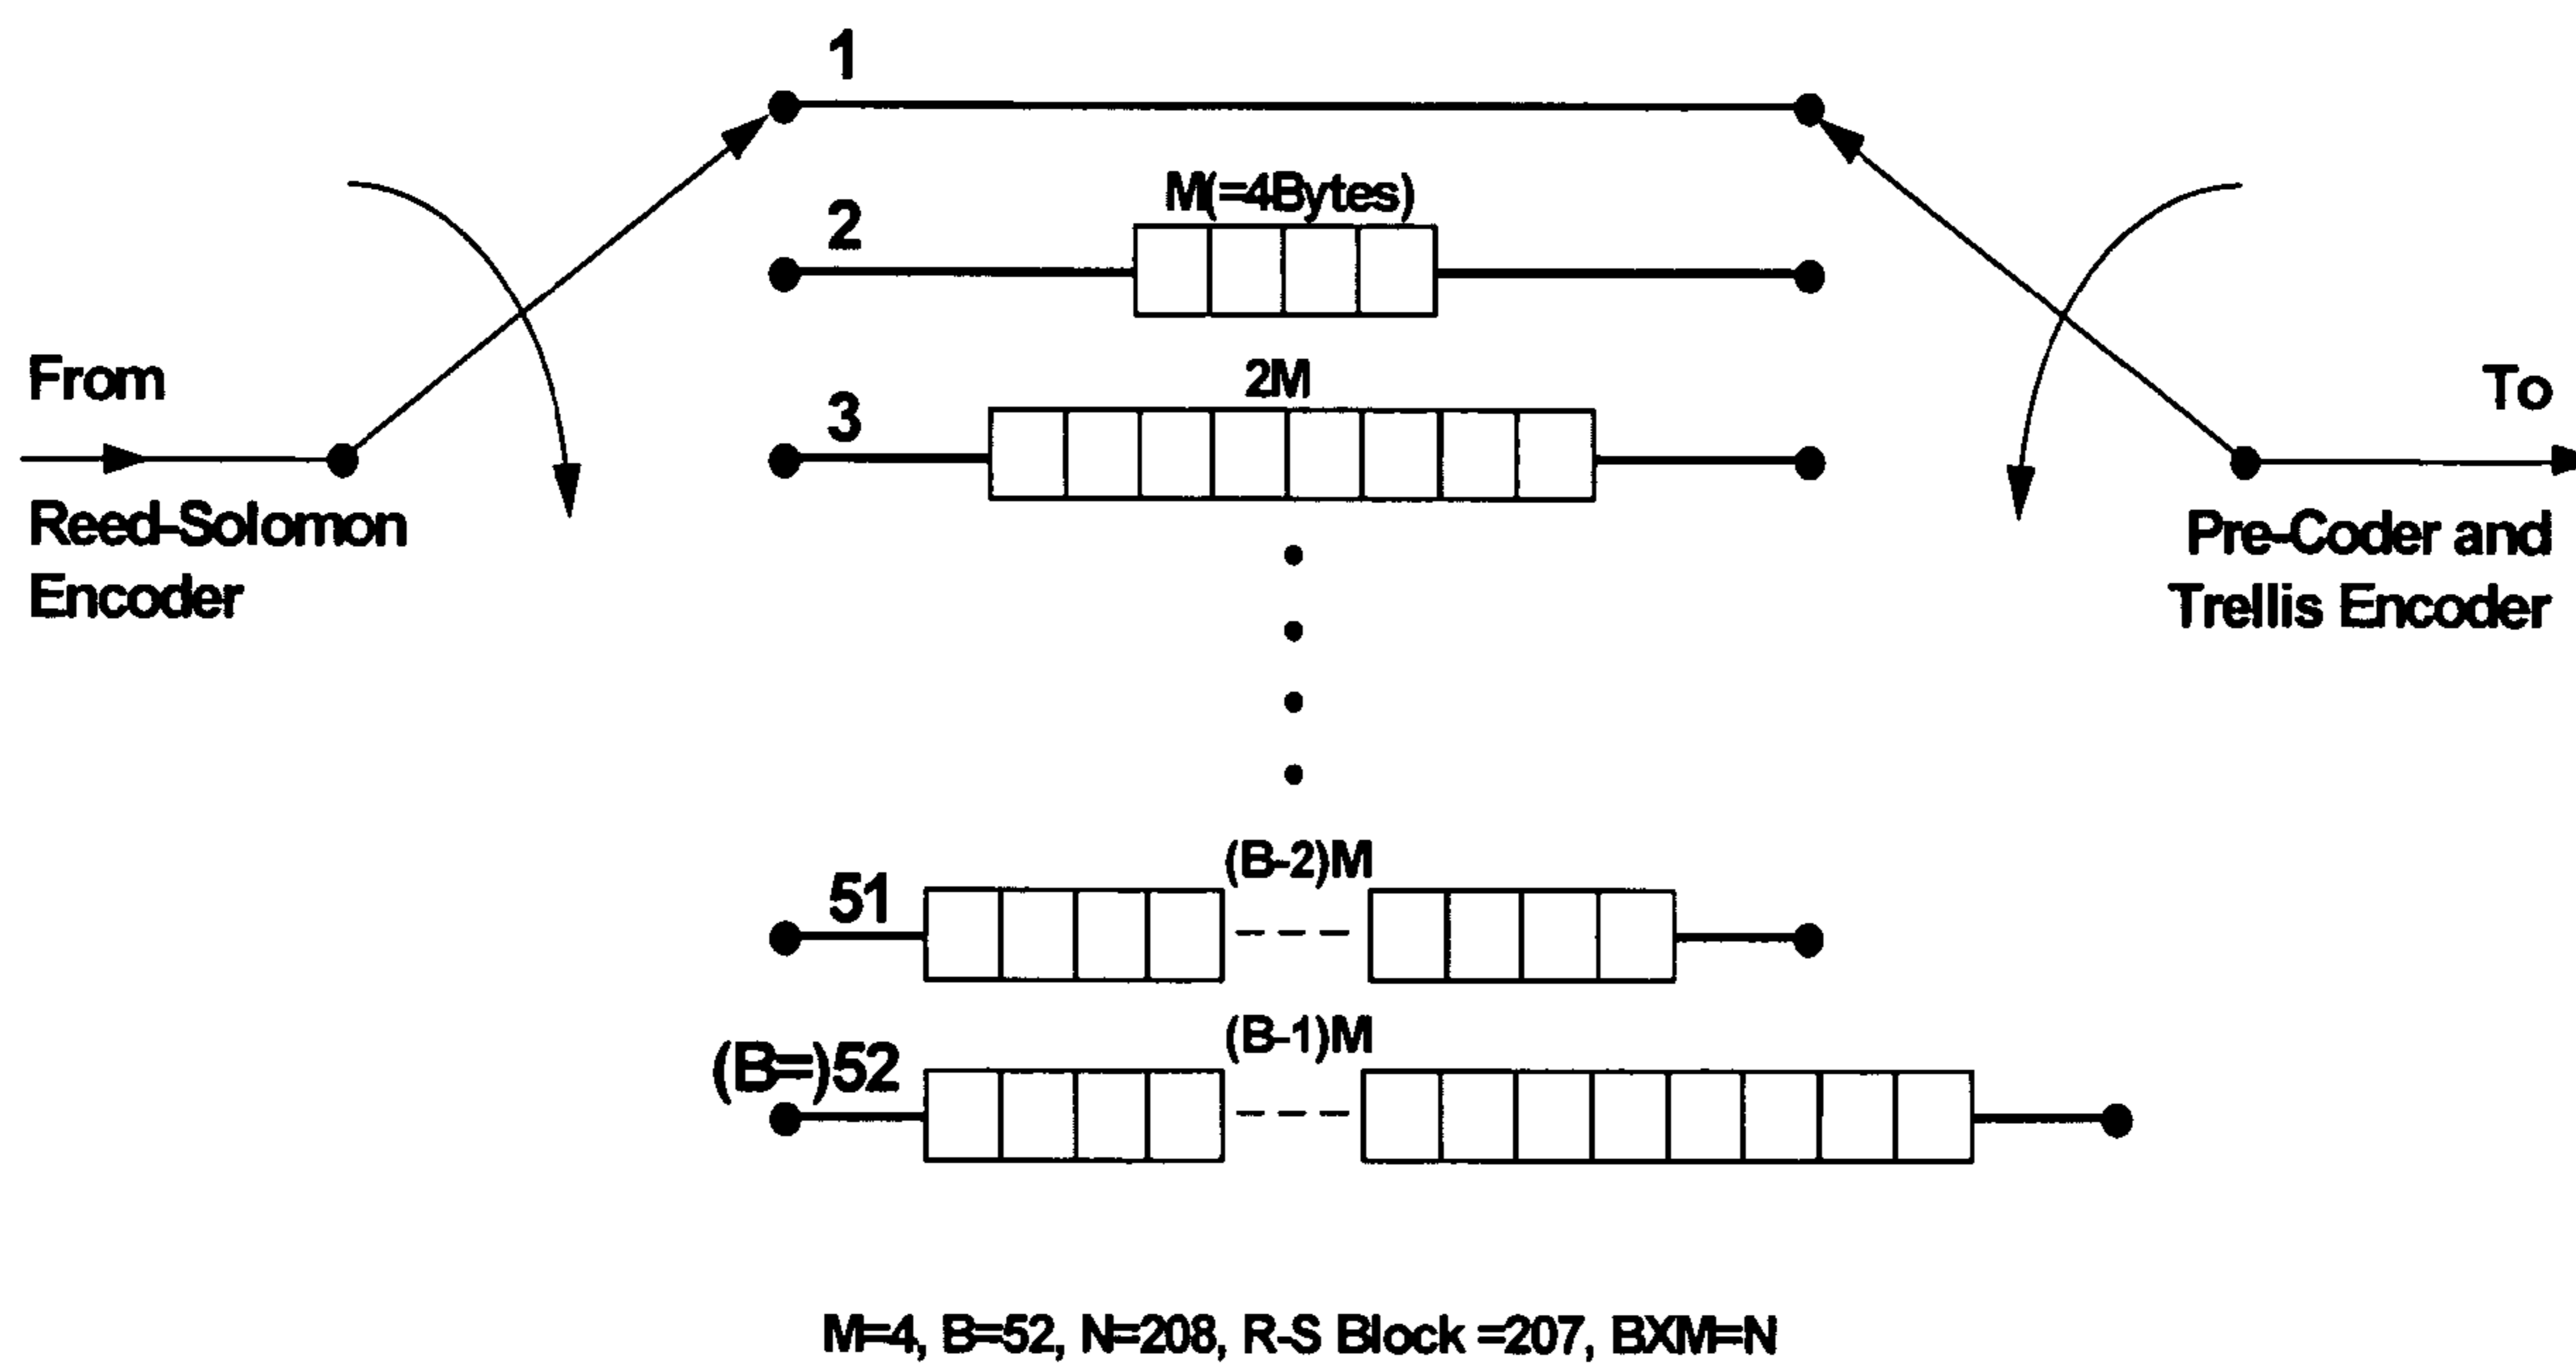 1
M(=4Bytes)
2
2M
3
From
Reed-Solomon
Encoder
To
Pre-Coder and
Trellis Encoder
(B-2)M
51
(B-1)M
(B=)52
M=4, B=52, N=208, R-S Block =207, BXM=N